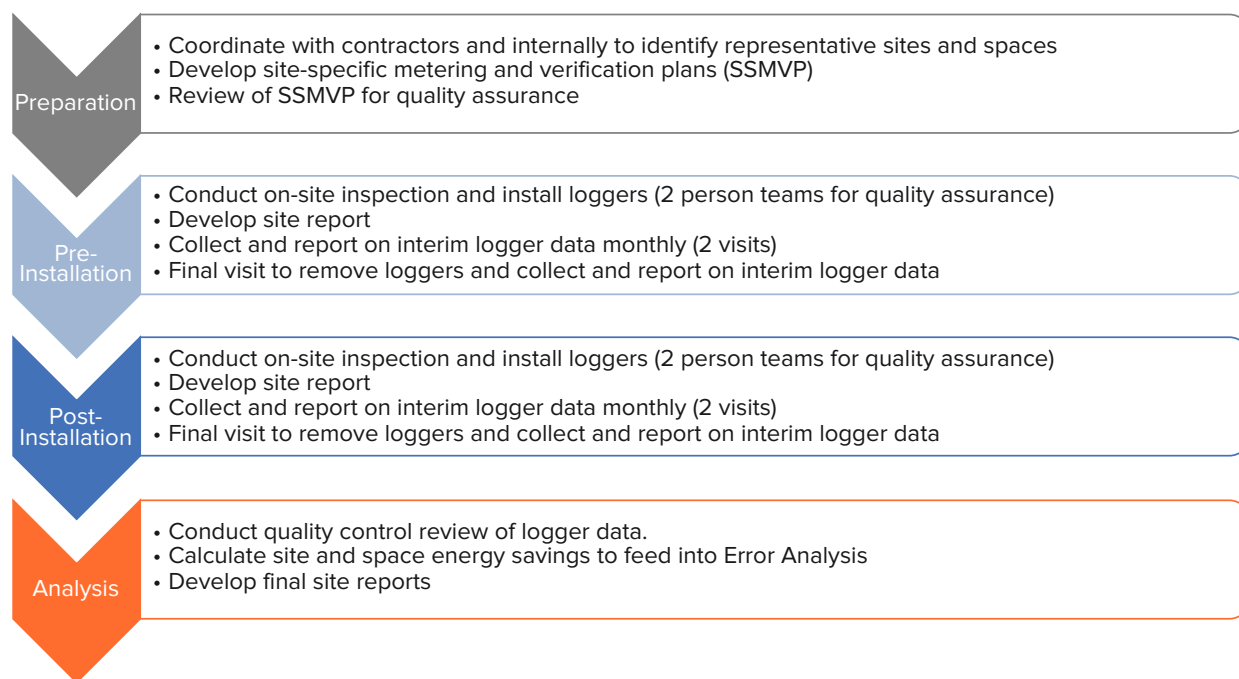 Preparation
• Coordinate with contractors and internally to identify representative sites and spaces
• Develop site-specific metering and verification plans (SSMVP)
• Review of SSMVP for quality assurance
Pre-
Installation
• Conduct on-site inspection and install loggers (2 person teams for quality assurance)
• Develop site report
• Collect and report on interim logger data monthly (2 visits)
• Final visit to remove loggers and collect and report on interim logger data
Post-
Installation
• Conduct on-site inspection and install loggers (2 person teams for quality assurance)
• Develop site report
• Collect and report on interim logger data monthly (2 visits)
• Final visit to remove loggers and collect and report on interim logger data
Analysis
• Conduct quality control review of logger data.
• Calculate site and space energy savings to feed into Error Analysis
• Develop final site reports